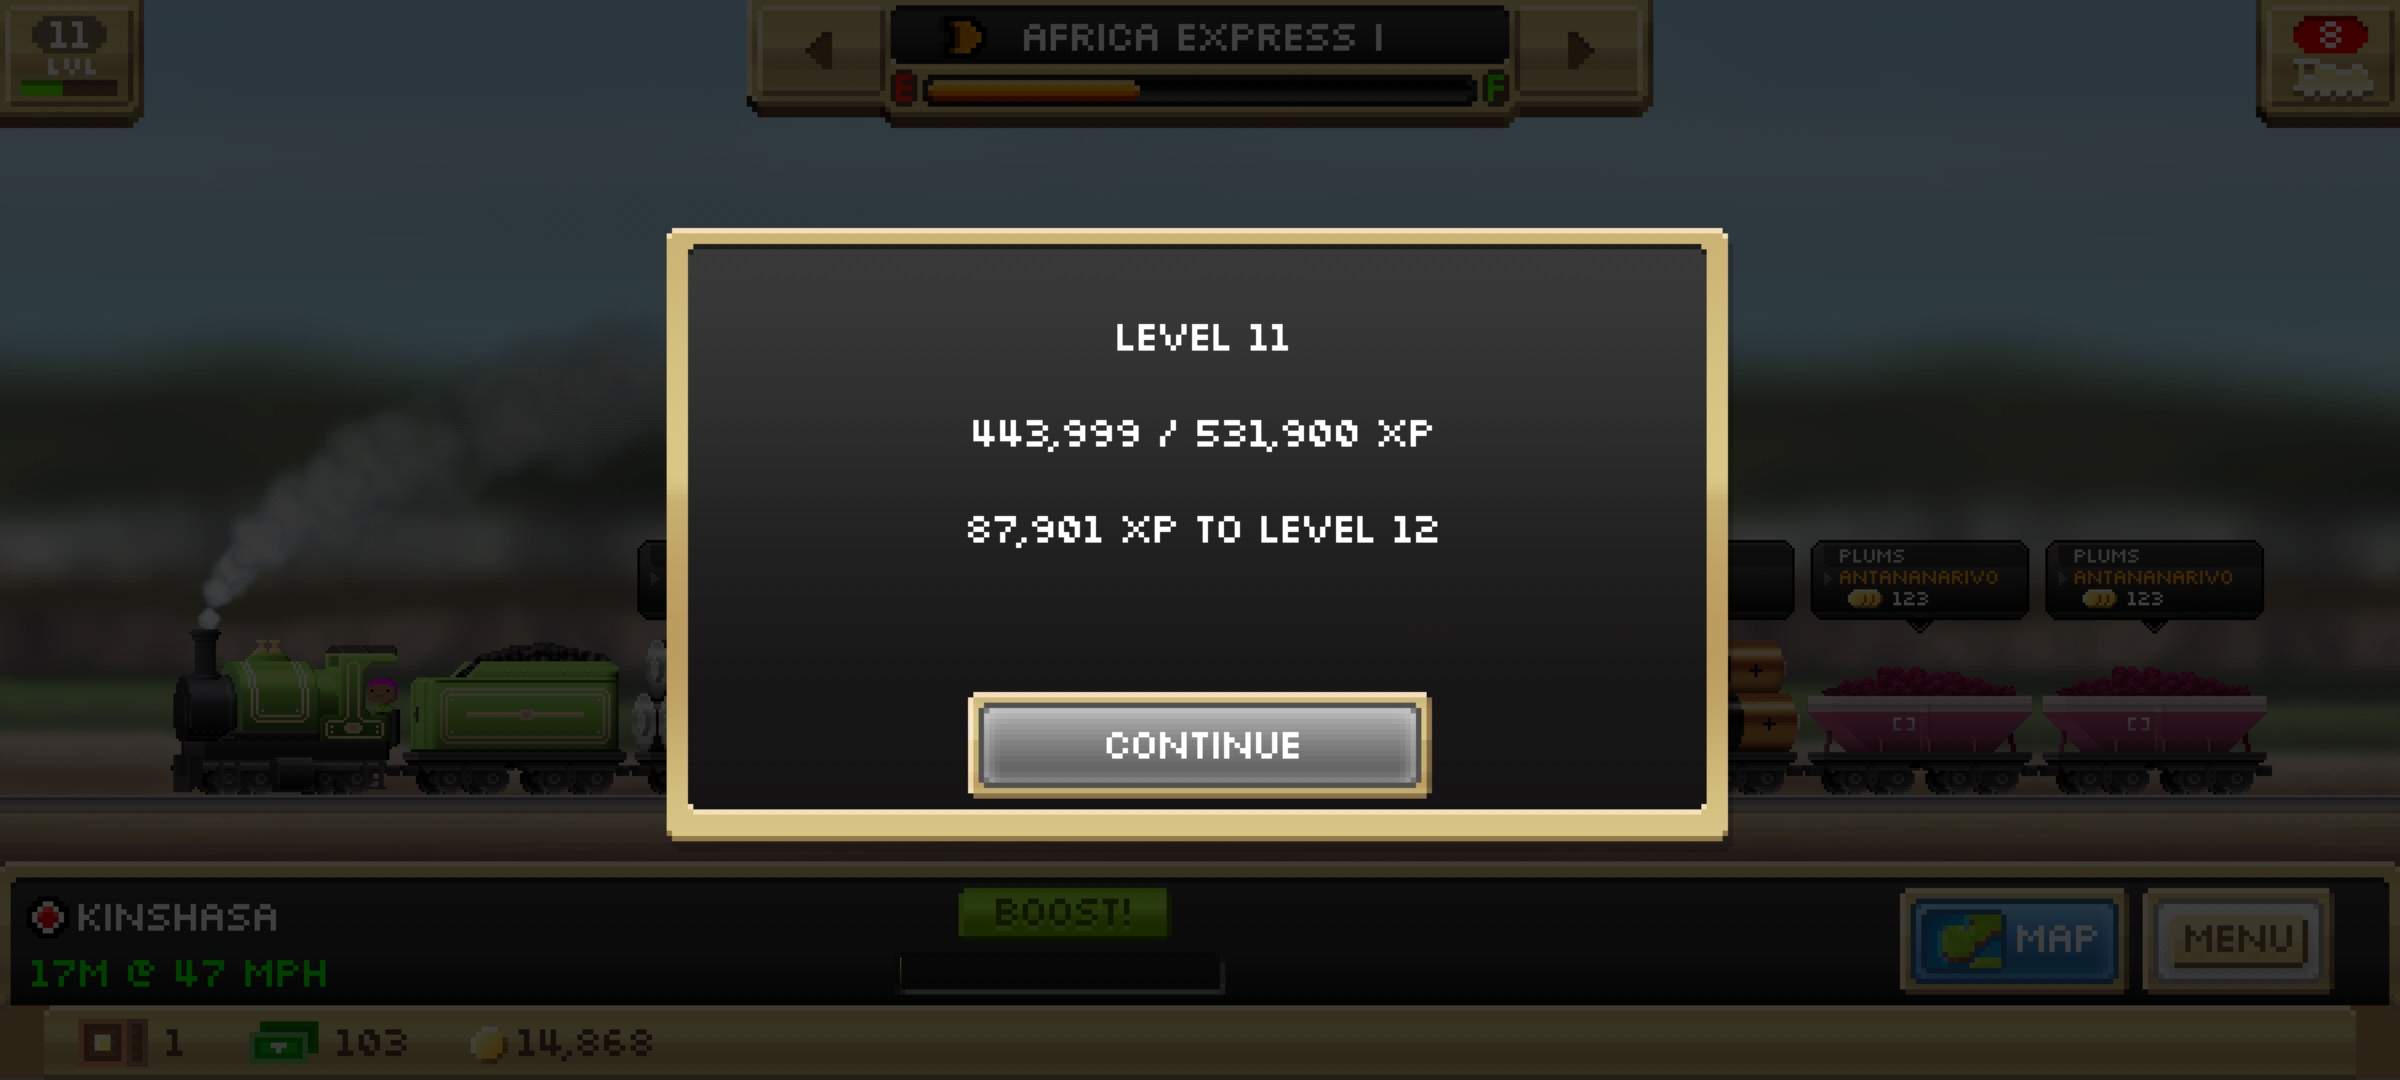 11
LVL
AFRICA EXPRESS I
E
F
8
LEVEL 11
443,999 / 531,900 XP
87,901 XP TO LEVEL 12
CONTINUE
PLUMS
ANTANANARIVO
123
PLUMS
ANTANANARIVO
123
KINSHASA
17M @ 47 MPH
BOOST!
MAP
MENU
1
103
14,868